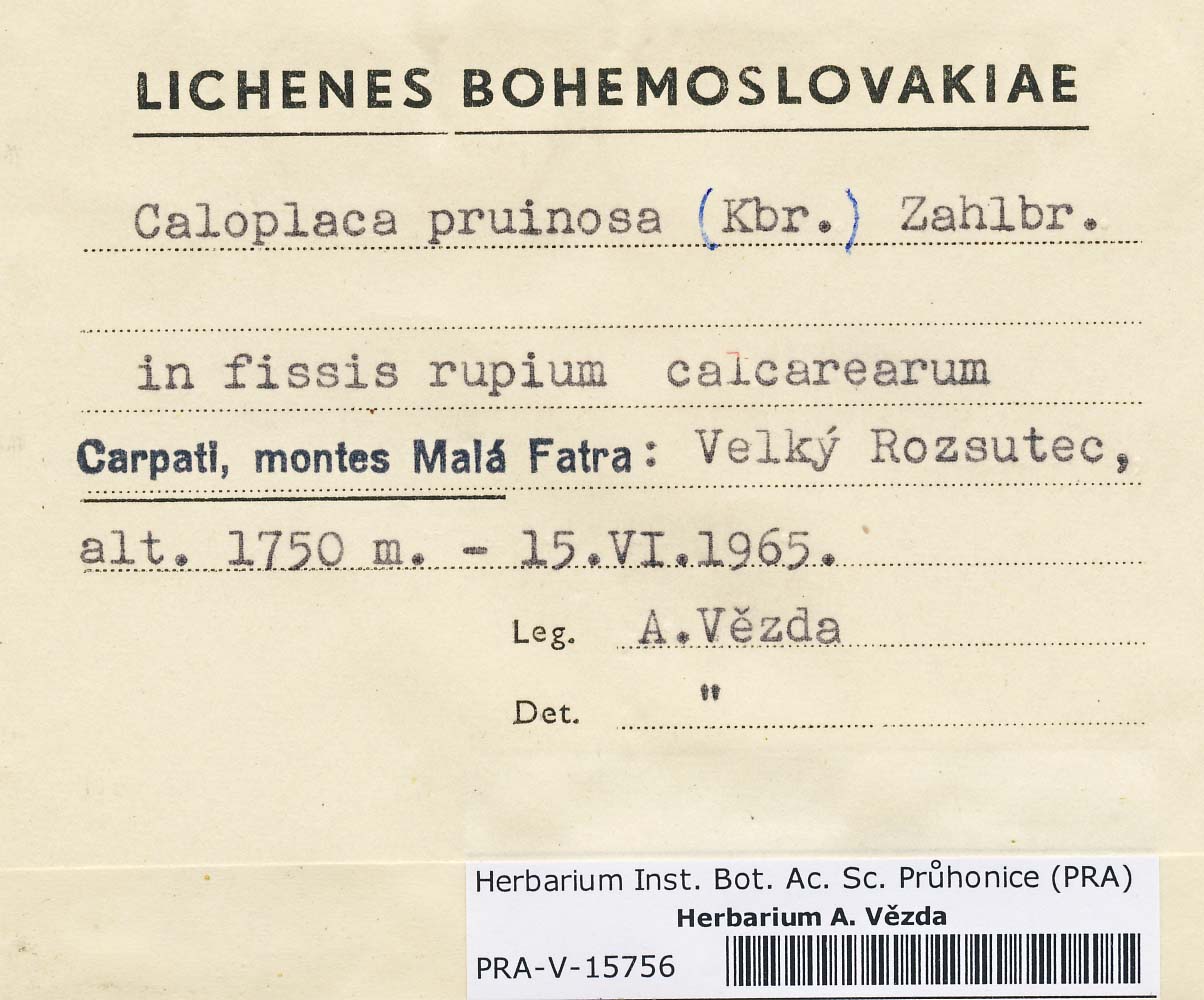 LICHENES BOHEMOSLOVAKIAE
Caloplaca pruinosa (Kbr.) Zahlbr.
in fissis rupium calcarearum
Carpati, montes Malá Fatra: Velký Rozsutec,
alt. 1750 m. - 15.VI.1965.
Leg. A.Vězda
Det. "
Herbarium Inst. Bot. Ac. Sc. Průhonice (PRA)
Herbarium A. Vězda
PRA-V-15756